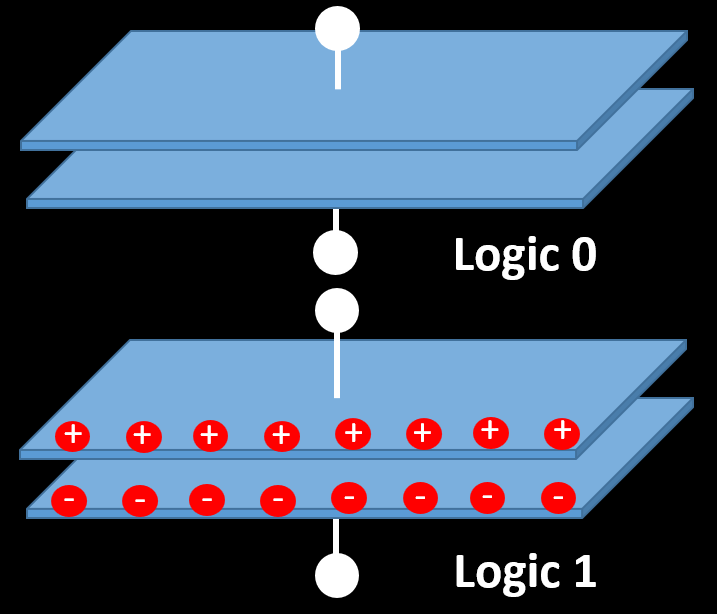 Logic 0
+ + + + + + + +
- - - - - - - -
Logic 1